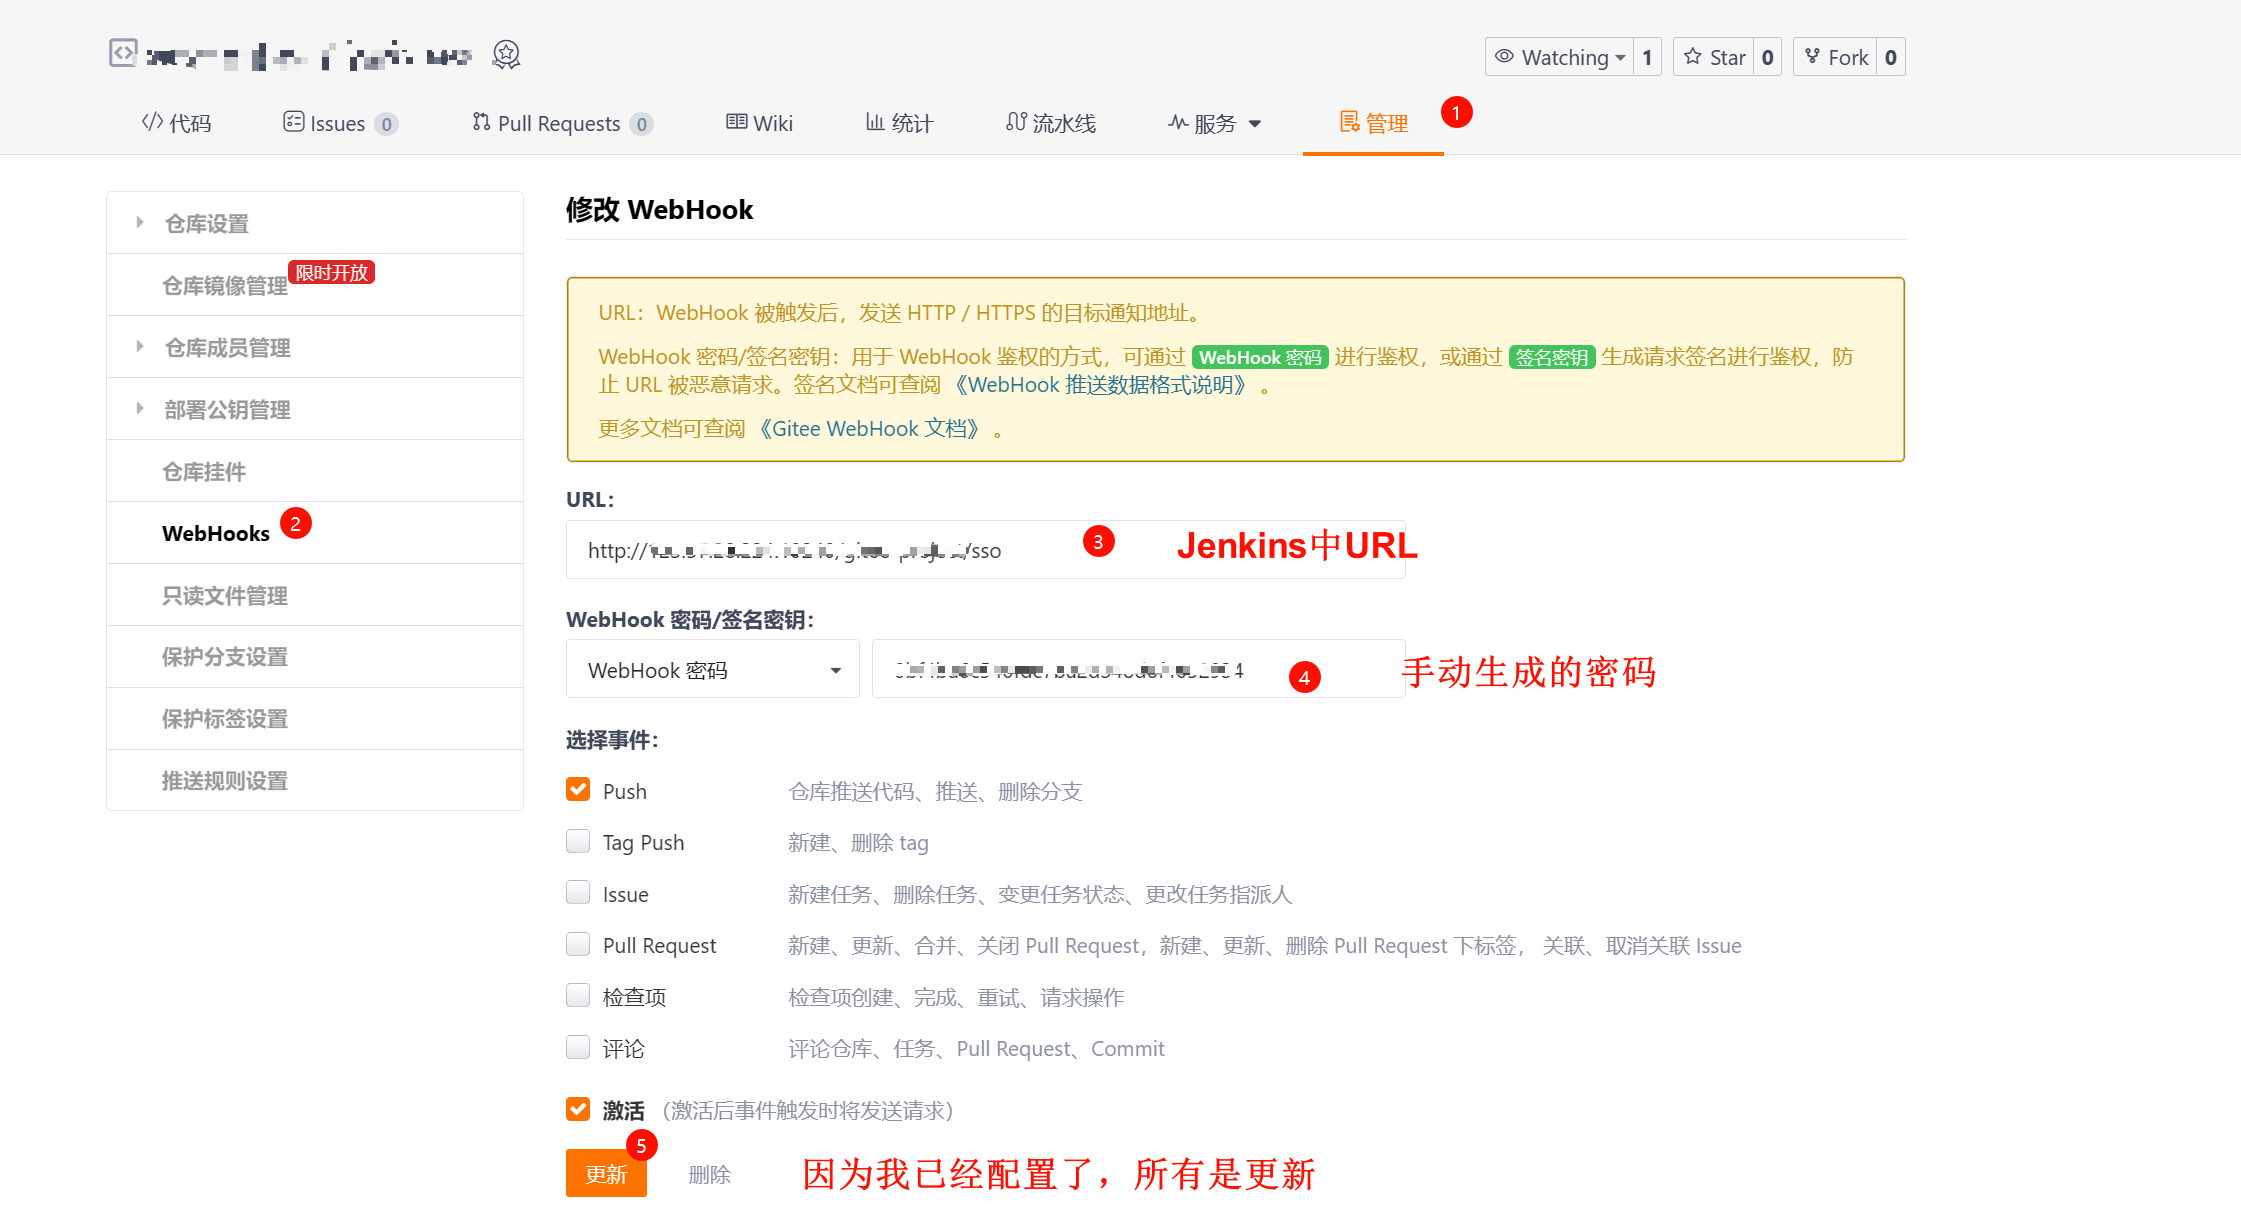 Watching 1 Star 0 Fork 0
代码 Issues 0 Pull Requests 0 Wiki 统计 流水线 服务 管理 1
仓库设置
仓库镜像管理 限时开放
仓库成员管理
部署公钥管理
仓库挂件
WebHooks 2
只读文件管理
保护分支设置
保护标签设置
推送规则设置
修改 WebHook
URL：WebHook 被触发后，发送 HTTP / HTTPS 的目标通知地址。
WebHook 密码/签名密钥：用于 WebHook 鉴权的方式，可通过 WebHook 密码 进行鉴权，或通过 签名密钥 生成请求签名进行鉴权，防
止 URL 被恶意请求。签名文档可查阅 《WebHook 推送数据格式说明》 。
更多文档可查阅 《Gitee WebHook 文档》 。
URL：
http:// /sso 3 Jenkins中URL
WebHook 密码/签名密钥：
WebHook 密码 4 手动生成的密码
选择事件：
Push 仓库推送代码、推送、删除分支
Tag Push 新建、删除 tag
Issue 新建任务、删除任务、变更任务状态、更改任务指派人
Pull Request 新建、更新、合并、关闭 Pull Request，新建、更新、删除 Pull Request 下标签， 关联、取消关联 Issue
检查项 检查项创建、完成、重试、请求操作
评论 评论仓库、任务、Pull Request、Commit
激活 （激活后事件触发时将发送请求）
5
更新 删除 因为我已经配置了，所有是更新